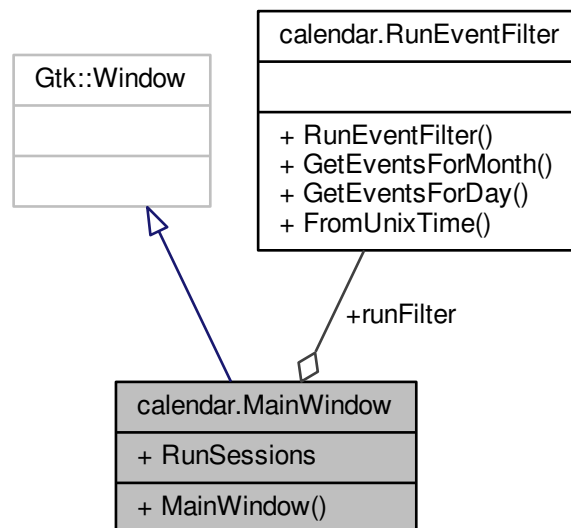 calendar.RunEventFilter
Gtk::Window
+ RunEventFilter()
+ GetEventsForMonth()
+ GetEventsForDay()
+ FromUnixTime()
+runFilter
calendar.MainWindow
+ RunSessions
+ MainWindow()